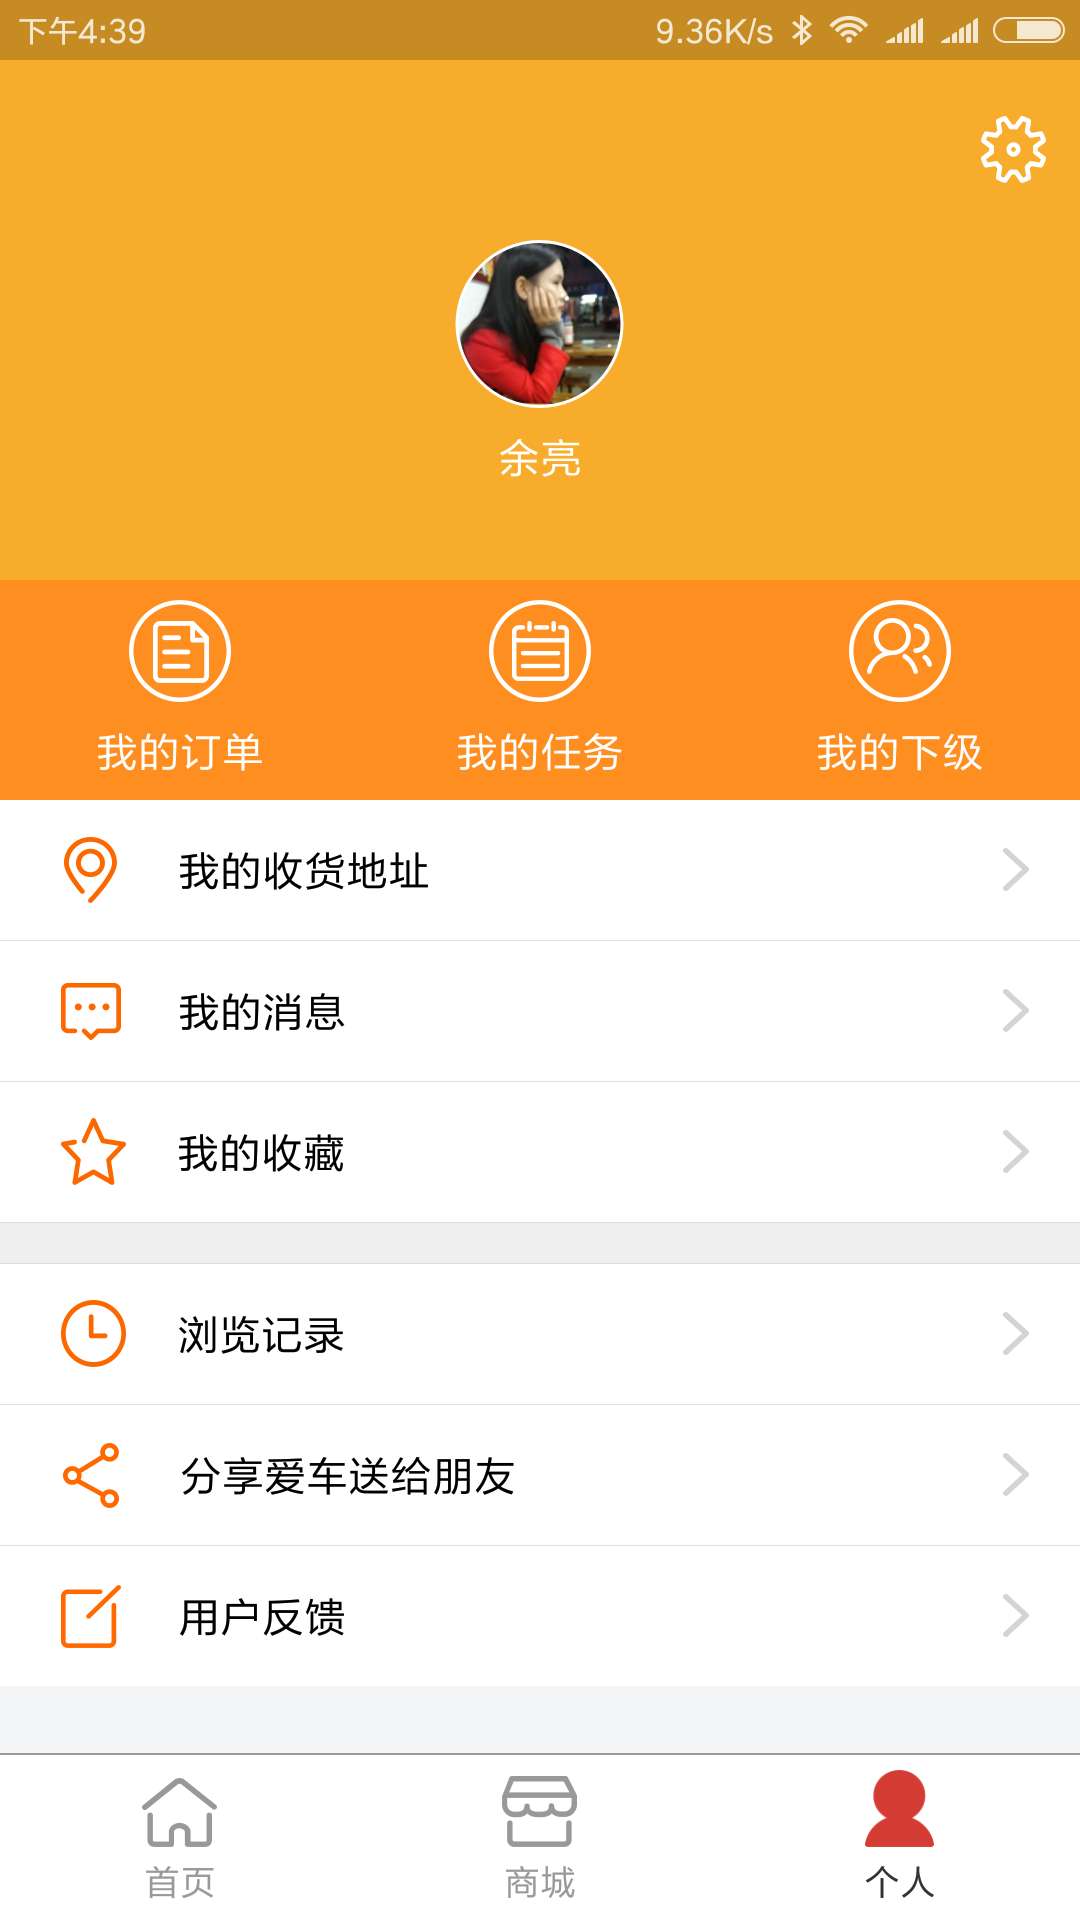 下午4:39 9.36K/s
余亮
我的订单 我的任务 我的下级
我的收货地址
我的消息
我的收藏
浏览记录
分享爱车送给朋友
用户反馈
首页 商城 个人